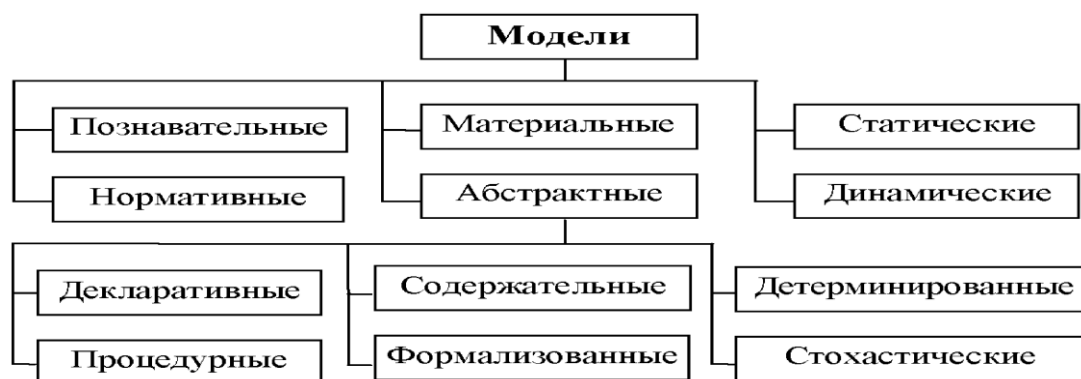 Модели
Познавательные
Материальные
Статические
Нормативные
Абстрактные
Динамические
Декларативные
Содержательные
Детерминированные
Процедурные
Формализованные
Стохастические